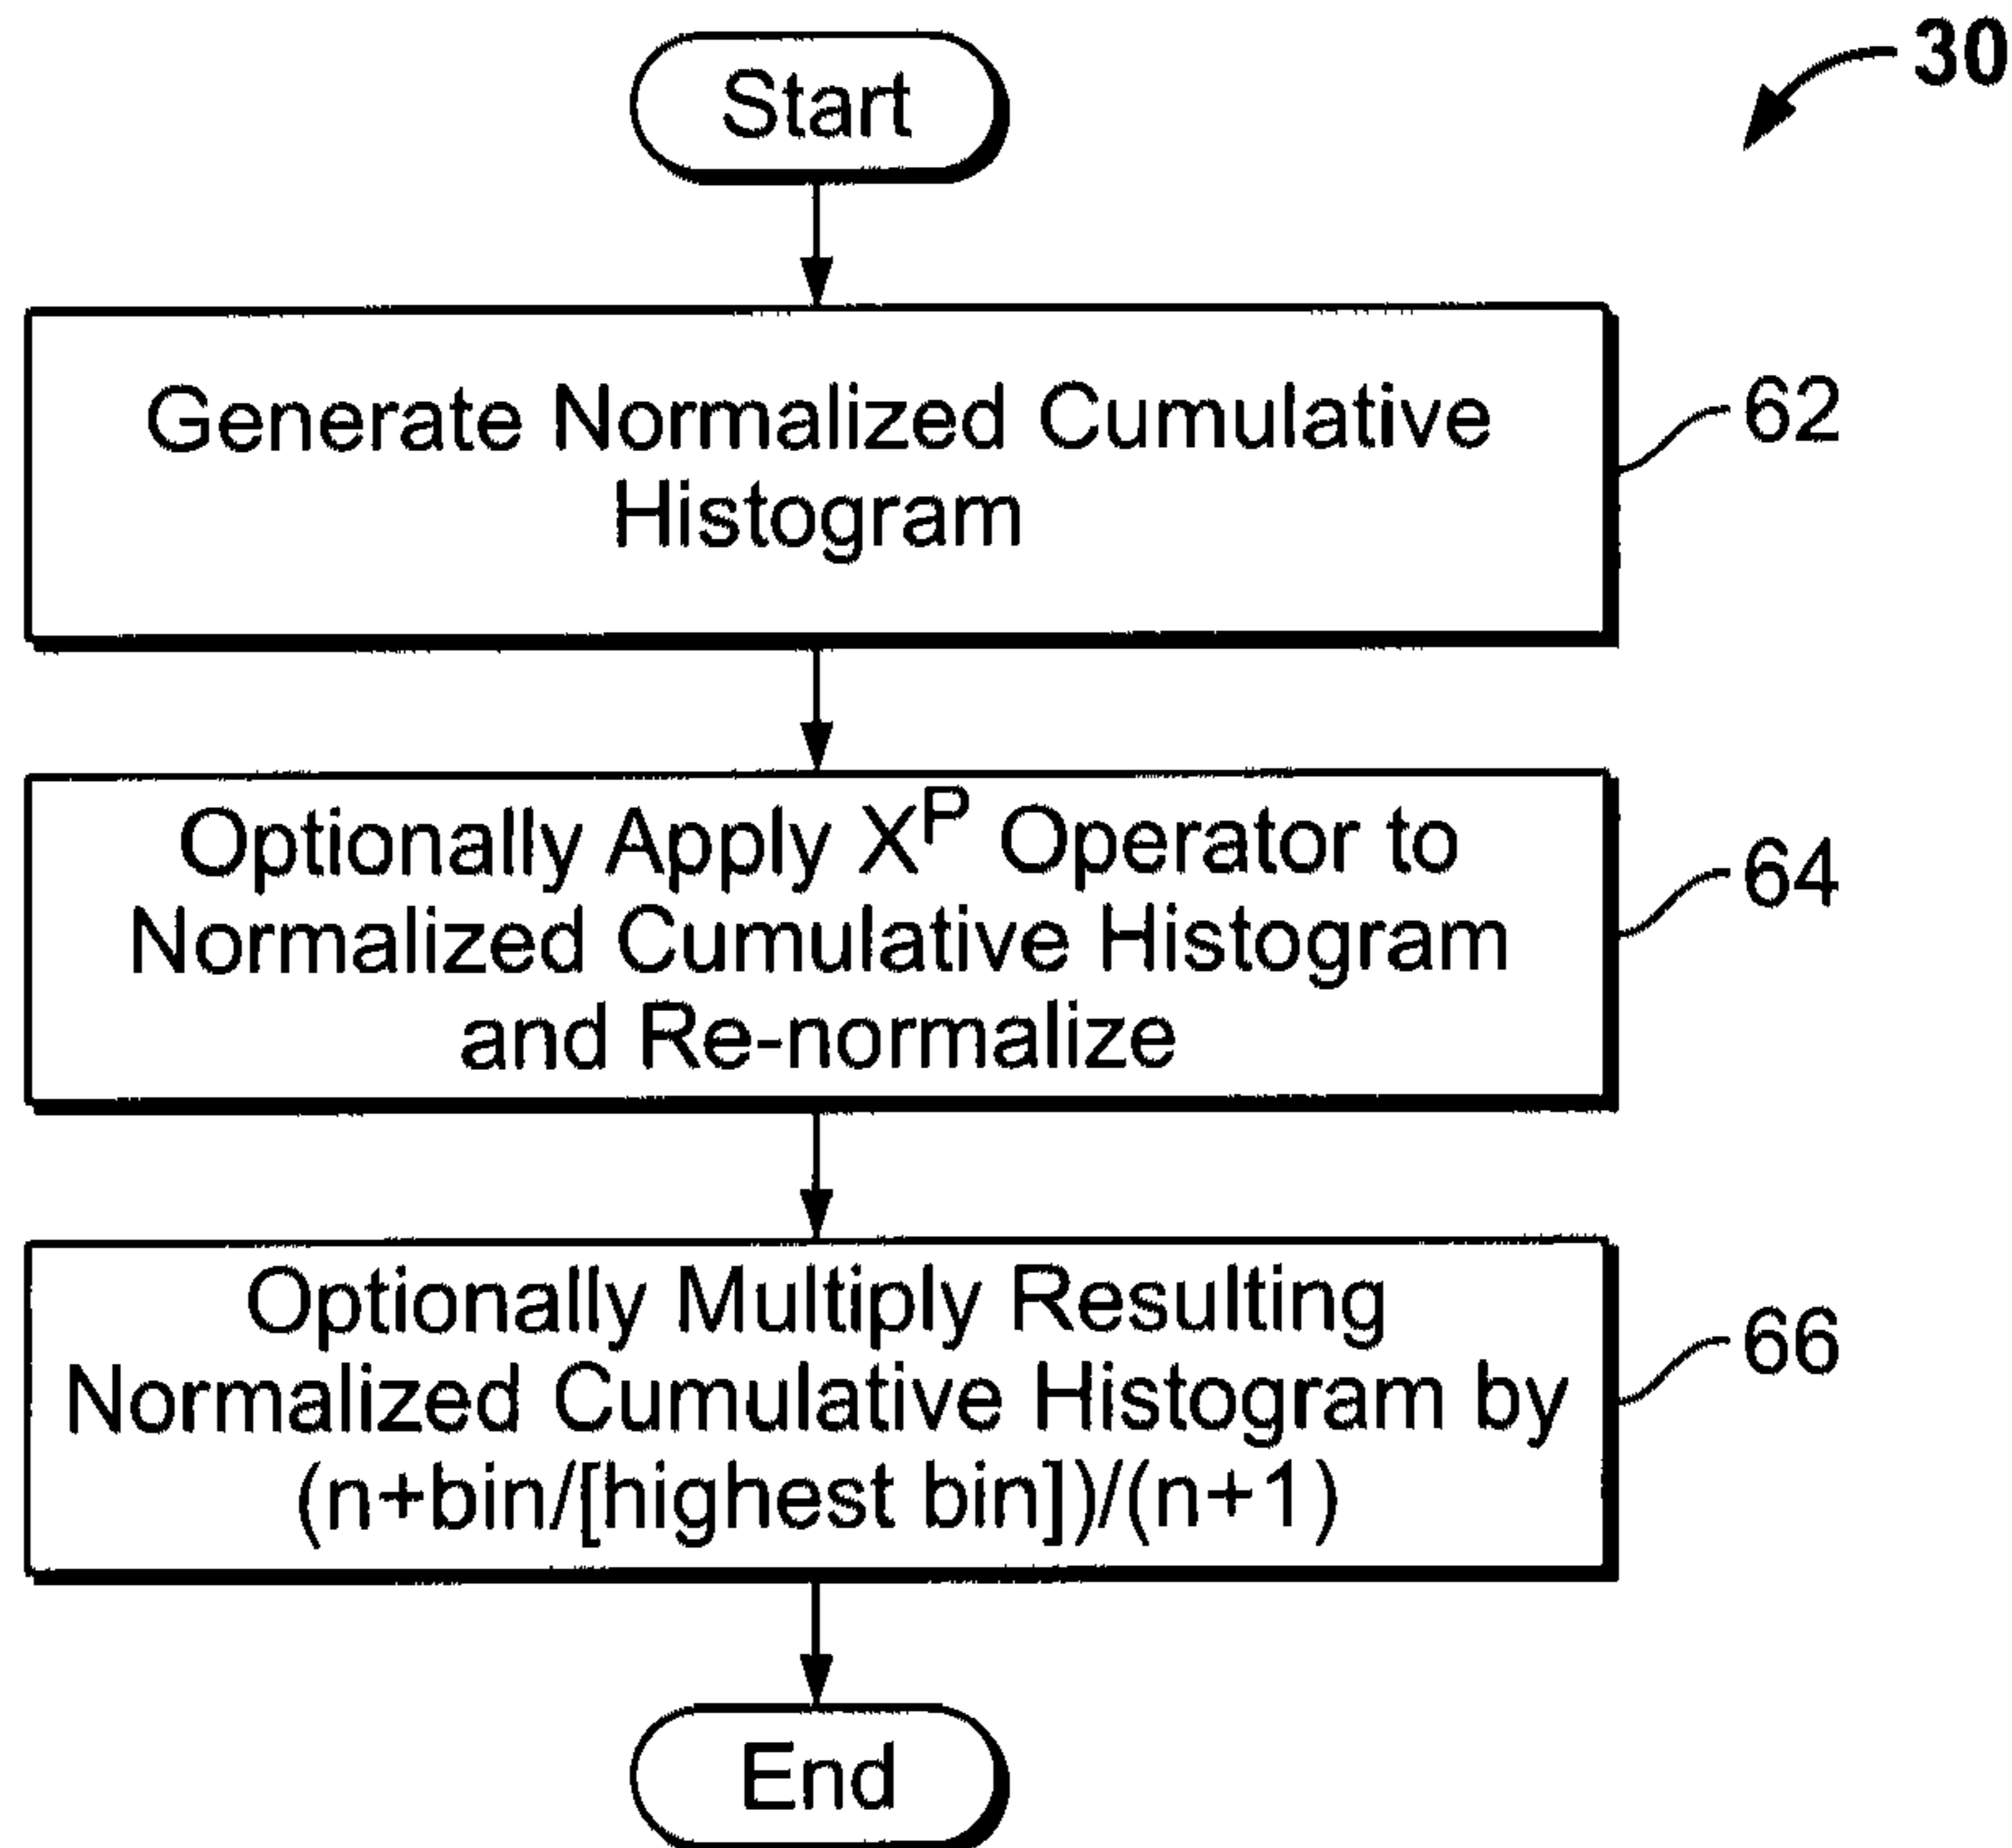 Start
30
Generate Normalized Cumulative
Histogram
62
Optionally Apply X^P Operator to
Normalized Cumulative Histogram
and Re-normalize
64
Optionally Multiply Resulting
Normalized Cumulative Histogram by
(n+bin/[highest bin])/(n+1)
66
End